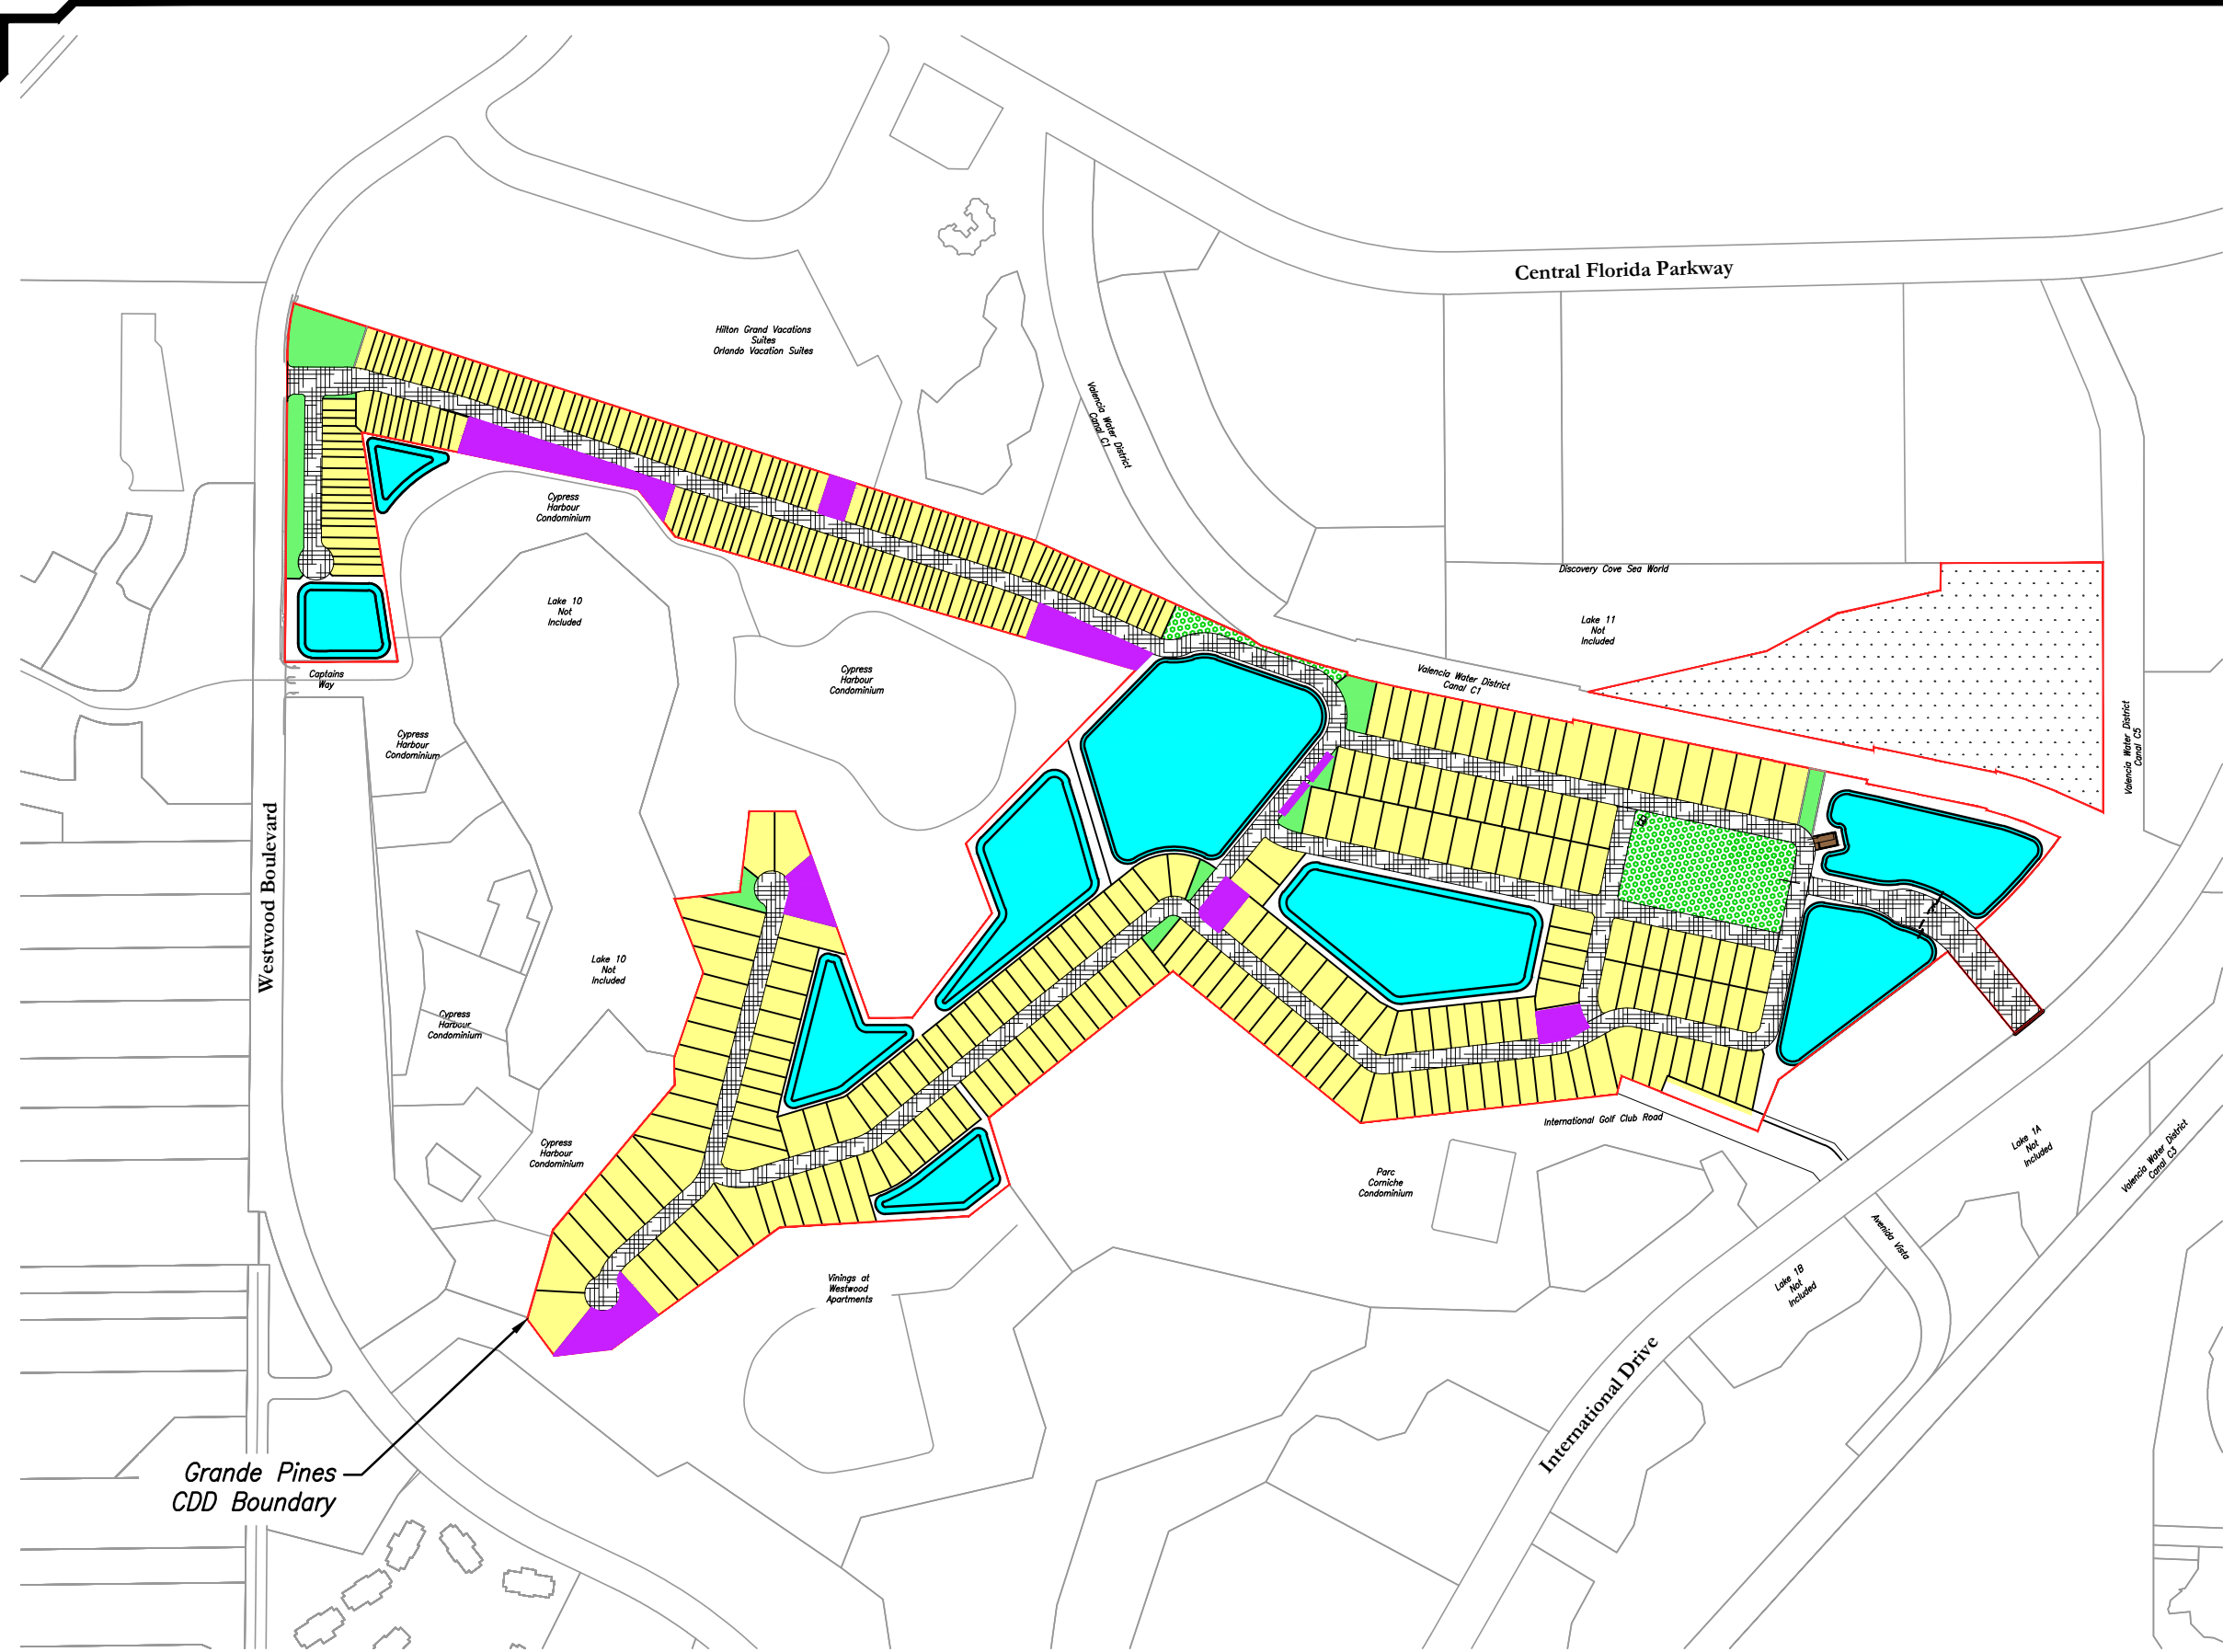 Central Florida Parkway
Hilton Grand Vacations
Suites
Orlando Vacation Suites
Valencia Water District
Canal C1
Cypress
Harbour
Condominium
Discovery Cove Sea World
Lake 10
Not
Included
Lake 11
Not
Included
Captains
Way
Cypress
Harbour
Condominium
Valencia Water District
Canal C1
Valencia Water District
Canal C5
Cypress
Harbour
Condominium
Westwood Boulevard
Lake 10
Not
Included
Cypress
Harbour
Condominium
International Golf Club Road
Cypress
Harbour
Condominium
Parc
Corniche
Condominium
Lake 1A
Not
Included
Valencia Water District
Canal C3
Avenida Vista
Vinings at
Westwood
Apartments
Lake 1B
Not
Included
International Drive
Grande Pines
CDD Boundary